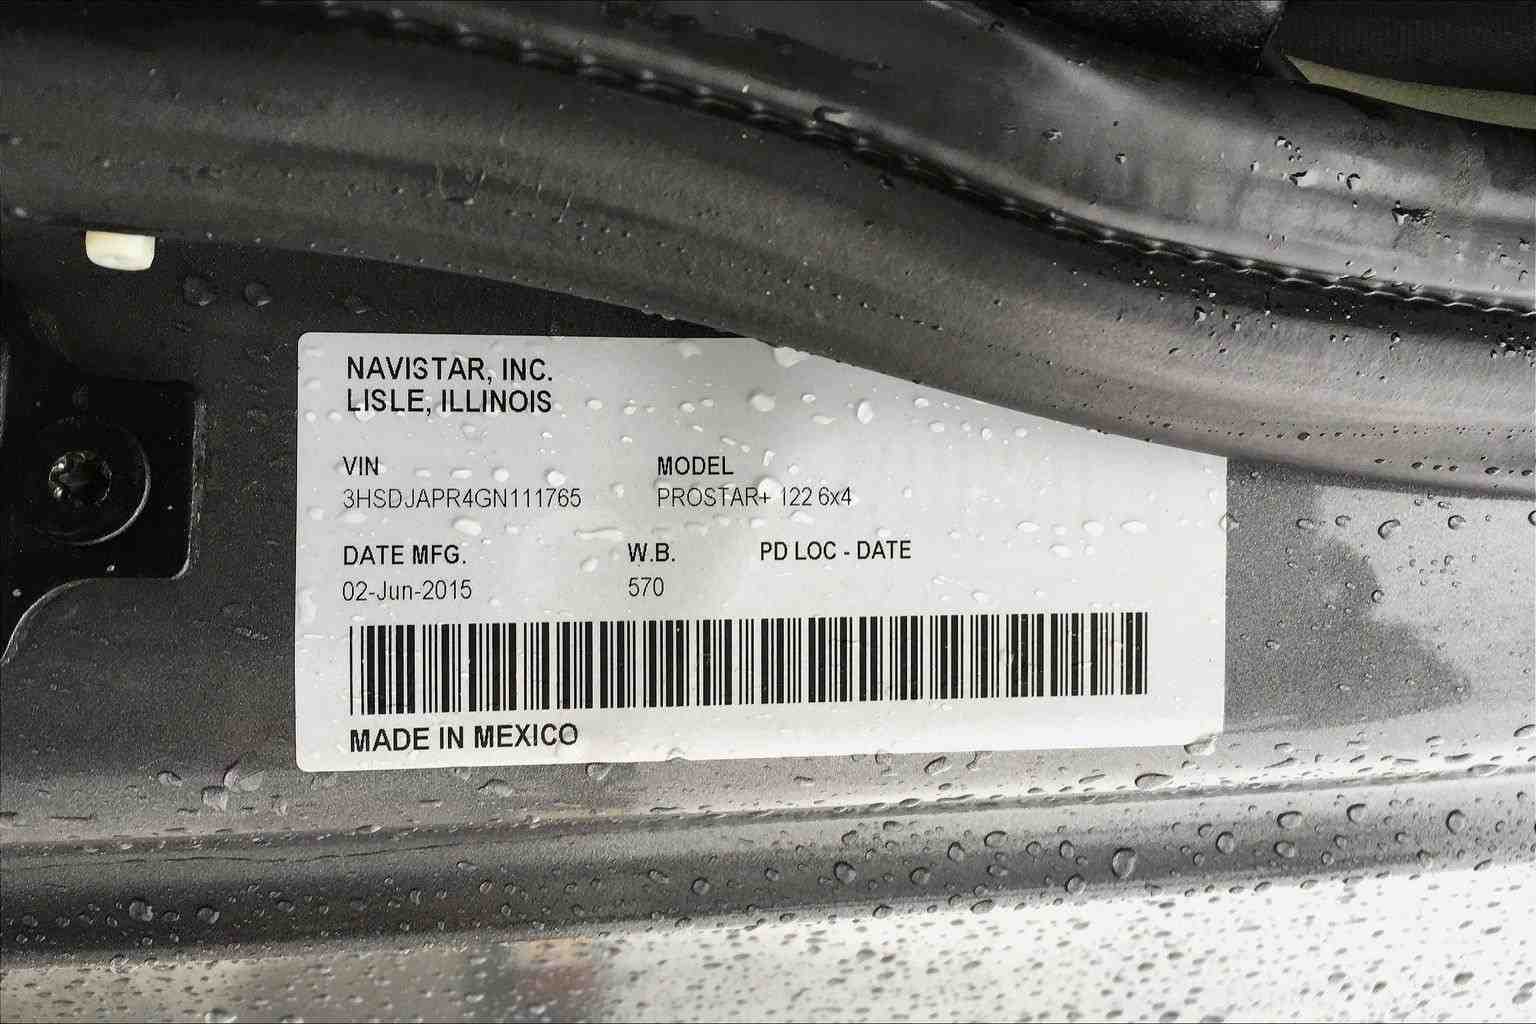 NAVISTAR, INC.
LISLE, ILLINOIS
VIN MODEL
3HSDJAPR4GN111765 PROSTAR+ 122 6x4
DATE MFG. W.B. PD LOC - DATE
02-Jun-2015 570
MADE IN MEXICO